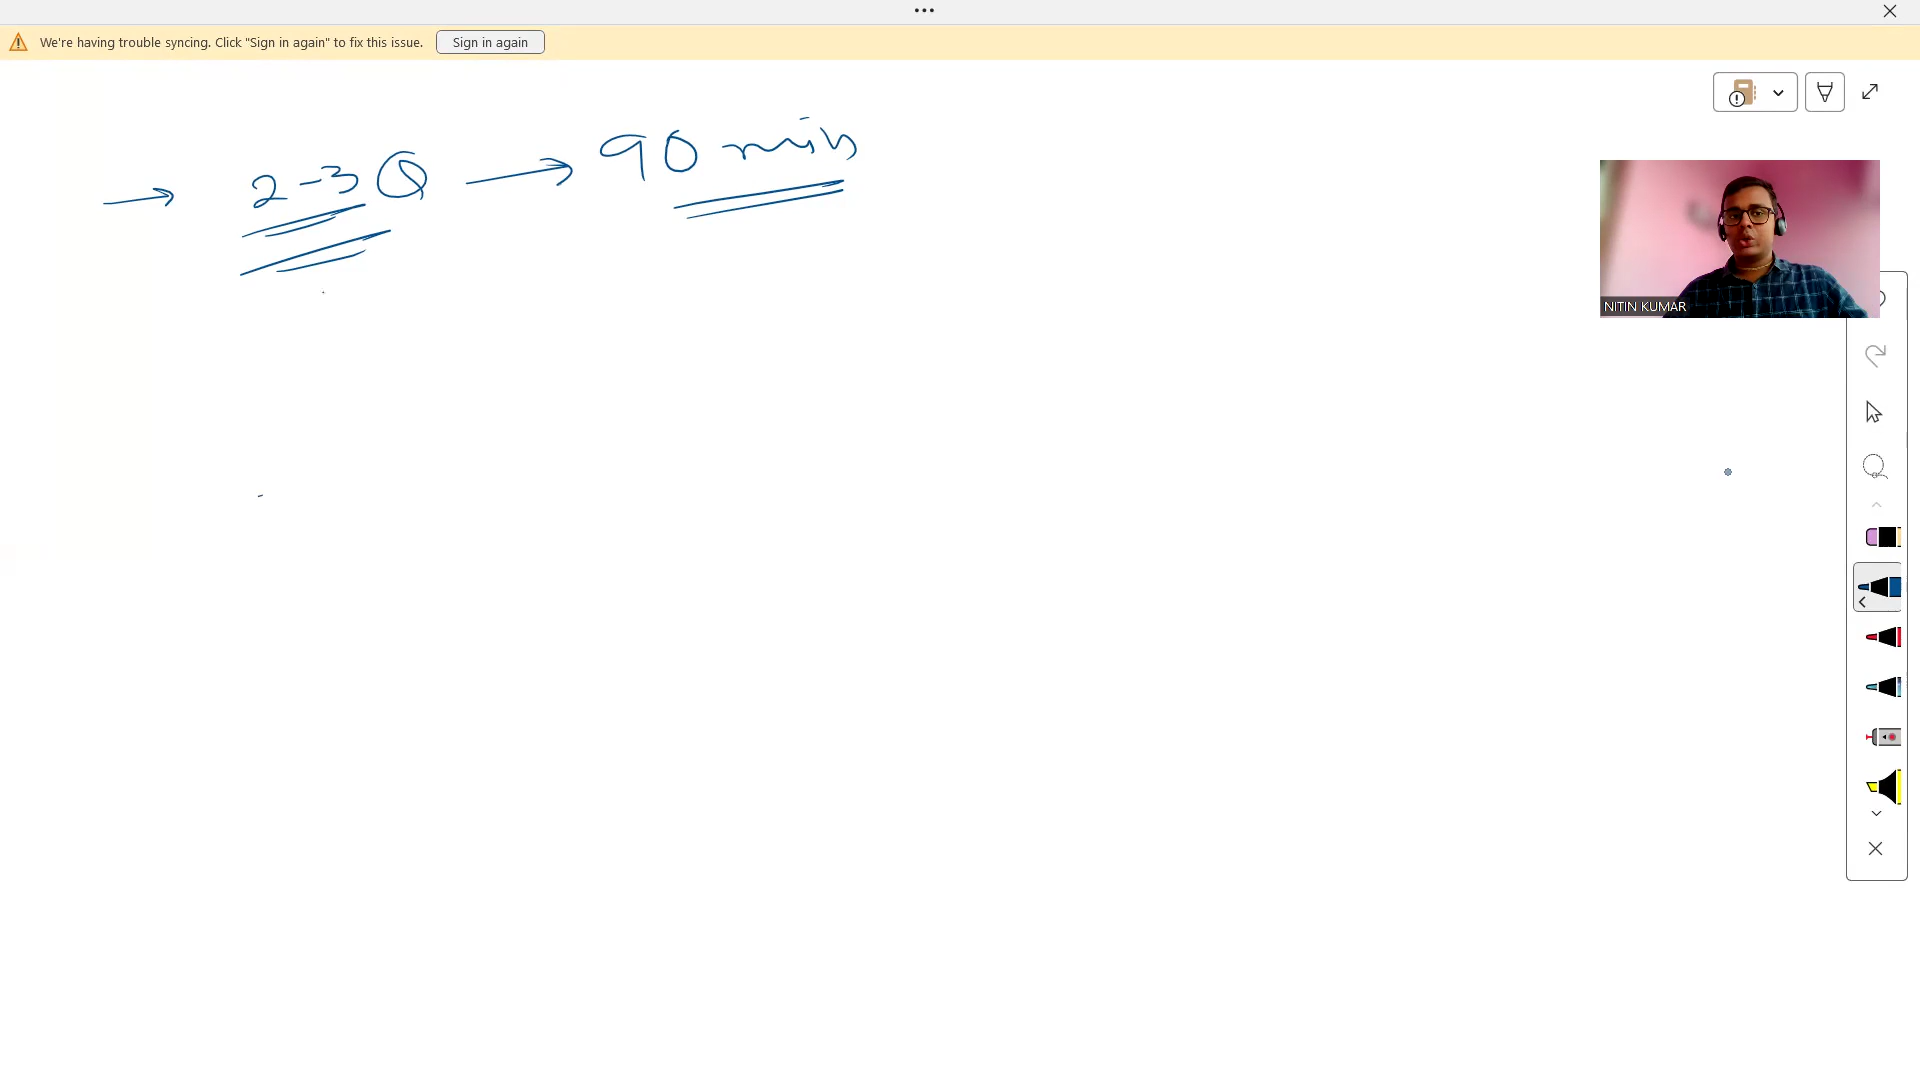 We're having trouble syncing. Click "Sign in again" to fix this issue. Sign in again
→ 2-3 Q → 90 min
NITIN KUMAR